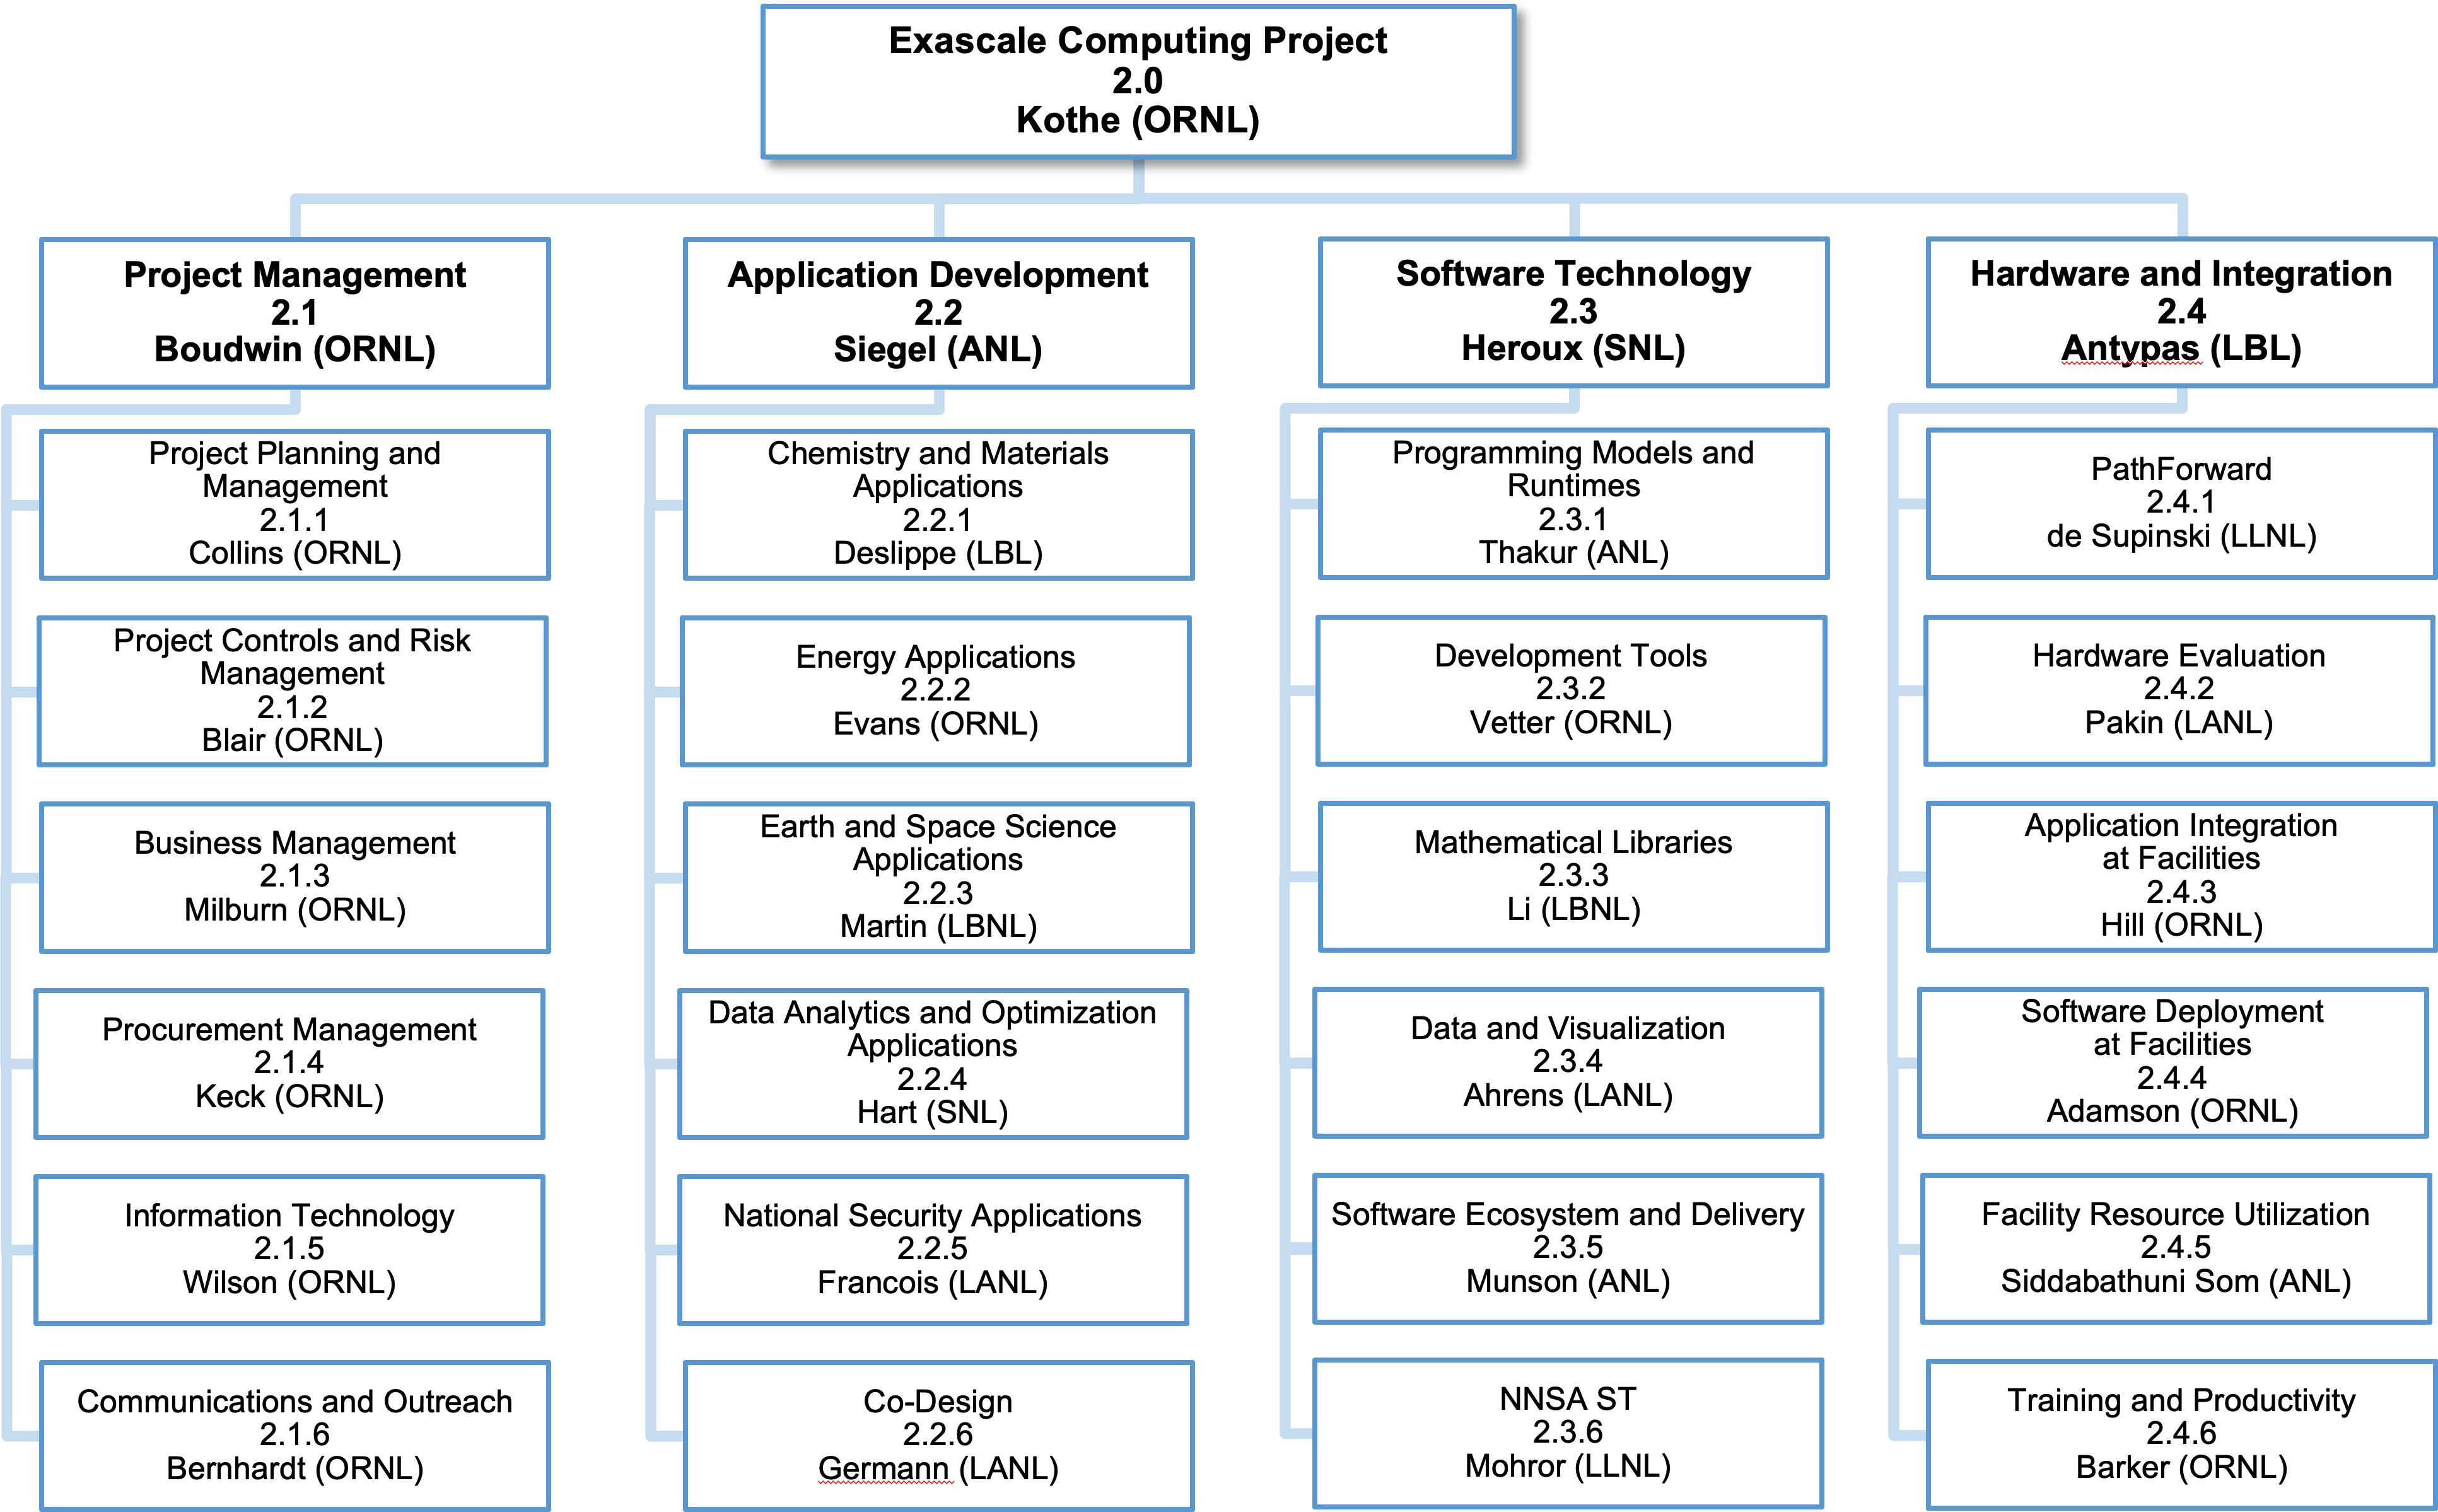 Exascale Computing Project
2.0
Kothe (ORNL)
Project Management
2.1
Boudwin (ORNL)
Project Planning and
Management
2.1.1
Collins (ORNL)
Project Controls and Risk
Management
2.1.2
Blair (ORNL)
Business Management
2.1.3
Milburn (ORNL)
Procurement Management
2.1.4
Keck (ORNL)
Information Technology
2.1.5
Wilson (ORNL)
Communications and Outreach
2.1.6
Bernhardt (ORNL)
Application Development
2.2
Siegel (ANL)
Chemistry and Materials
Applications
2.2.1
Deslippe (LBL)
Energy Applications
2.2.2
Evans (ORNL)
Earth and Space Science
Applications
2.2.3
Martin (LBNL)
Data Analytics and Optimization
Applications
2.2.4
Hart (SNL)
National Security Applications
2.2.5
Francois (LANL)
Co-Design
2.2.6
Germann (LANL)
Software Technology
2.3
Heroux (SNL)
Programming Models and
Runtimes
2.3.1
Thakur (ANL)
Development Tools
2.3.2
Vetter (ORNL)
Mathematical Libraries
2.3.3
Li (LBNL)
Data and Visualization
2.3.4
Ahrens (LANL)
Software Ecosystem and Delivery
2.3.5
Munson (ANL)
NNSA ST
2.3.6
Mohror (LLNL)
Hardware and Integration
2.4
Antypas (LBL)
PathForward
2.4.1
de Supinski (LLNL)
Hardware Evaluation
2.4.2
Pakin (LANL)
Application Integration
at Facilities
2.4.3
Hill (ORNL)
Software Deployment
at Facilities
2.4.4
Adamson (ORNL)
Facility Resource Utilization
2.4.5
Siddabathuni Som (ANL)
Training and Productivity
2.4.6
Barker (ORNL)